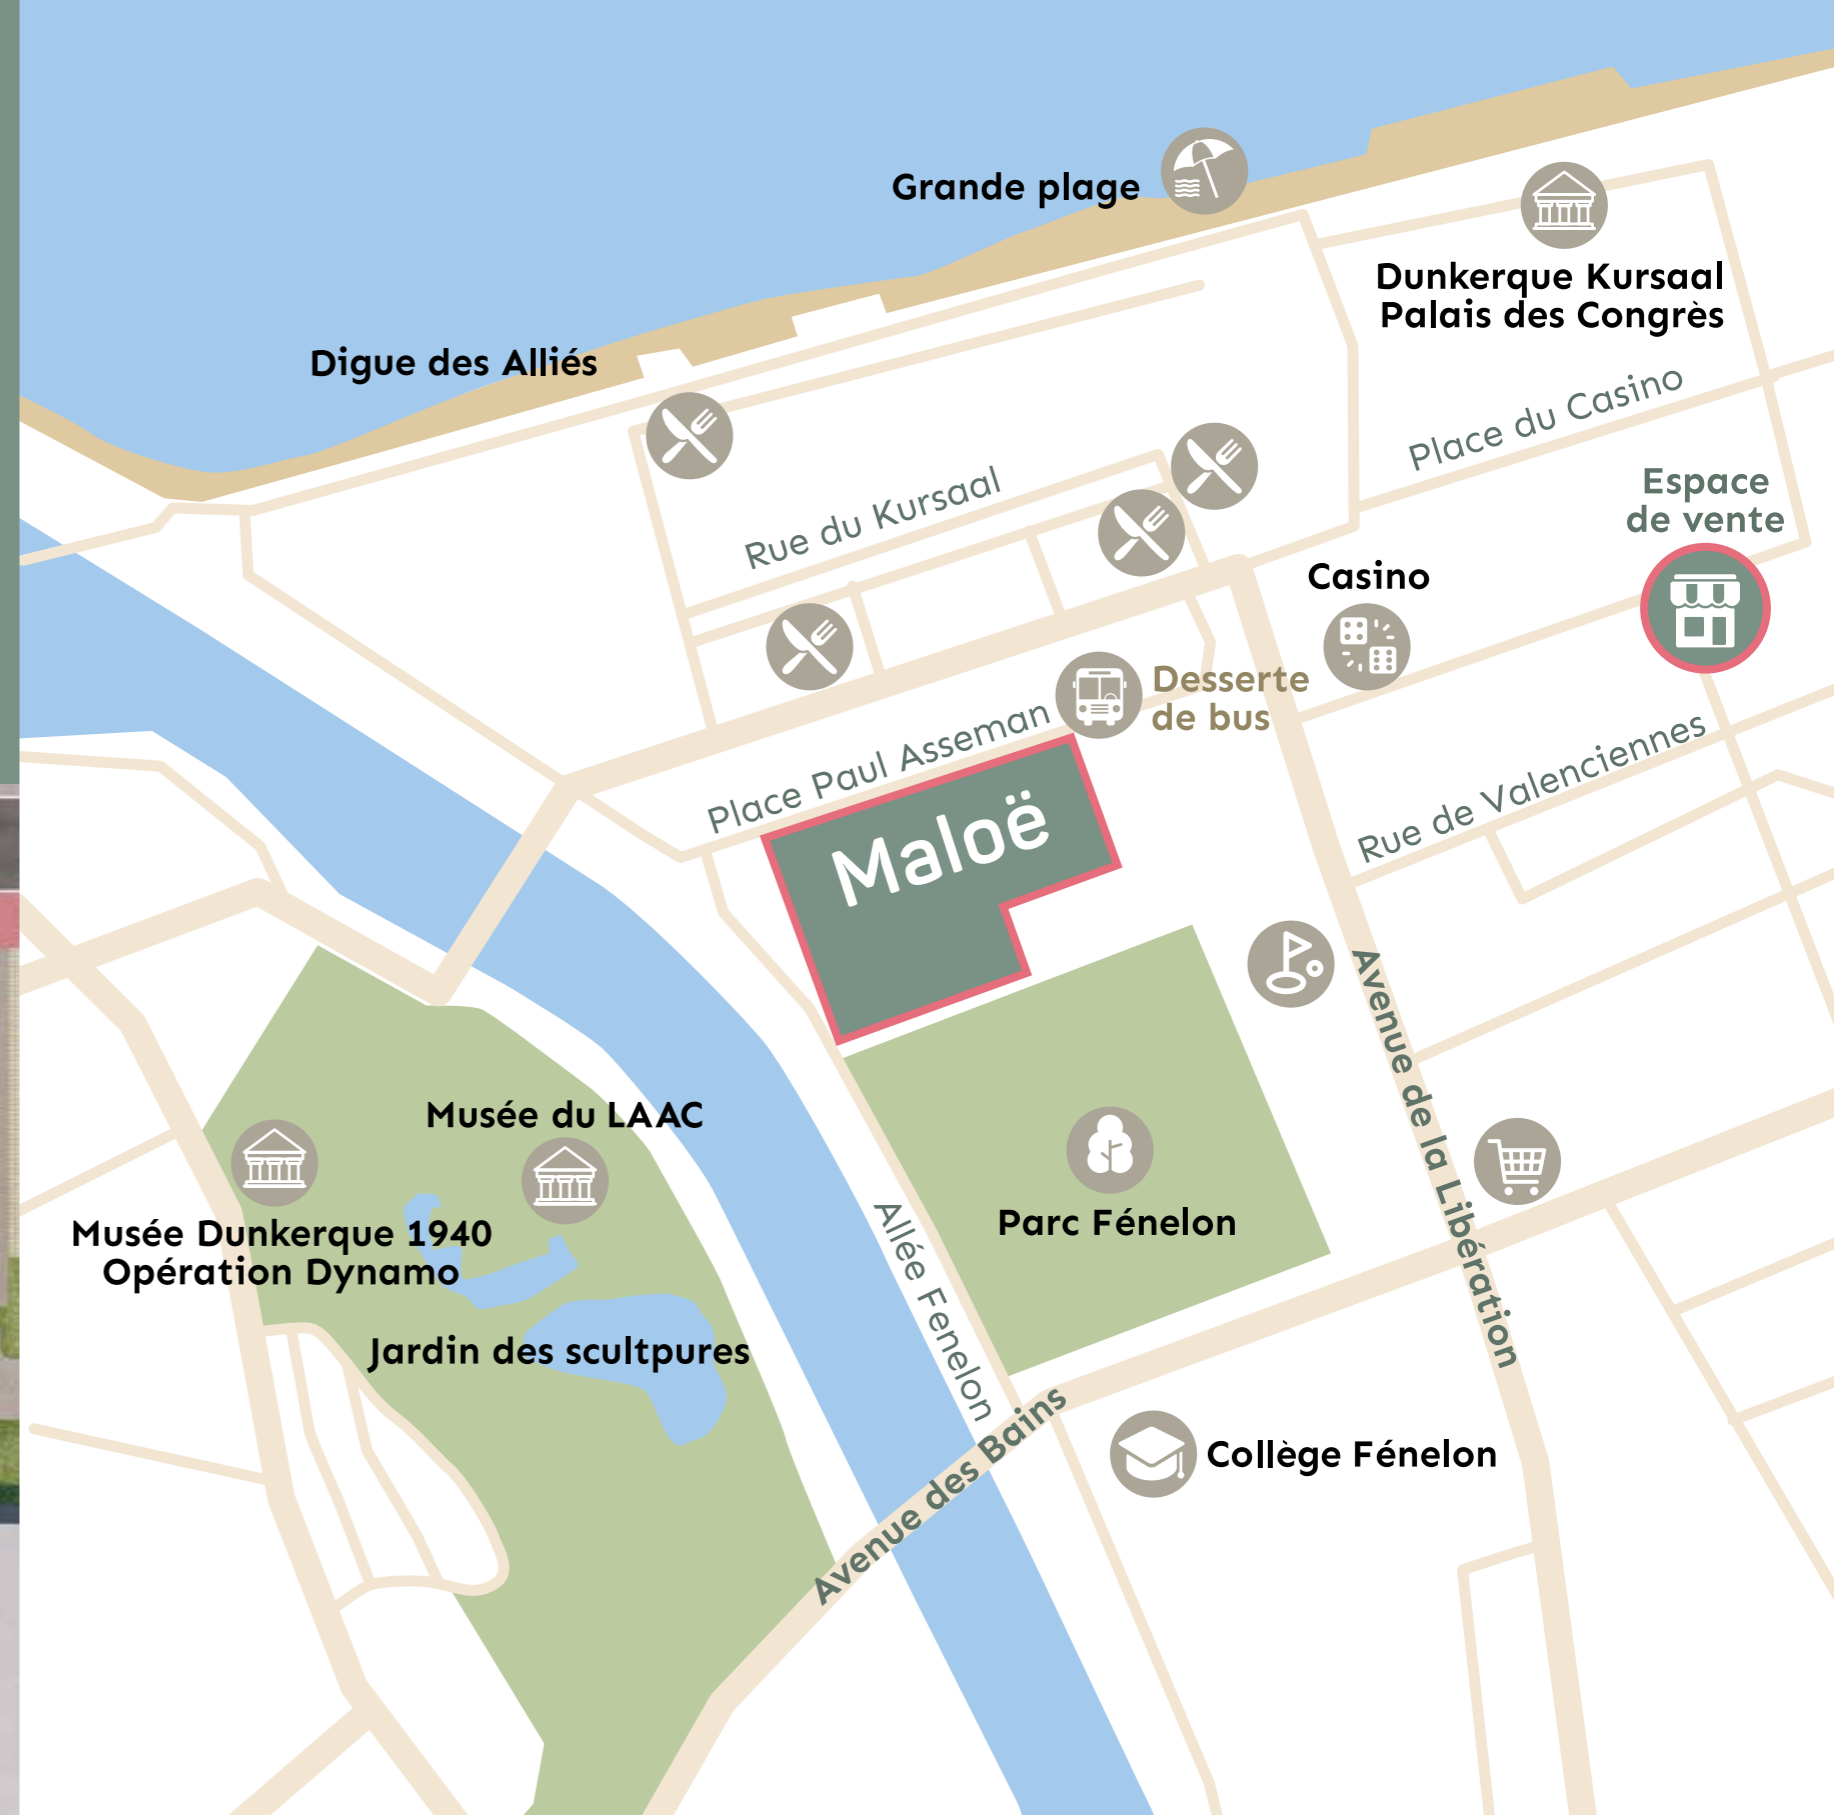 Grande plage
Dunkerque Kursaal
Palais des Congrès
Digue des Alliés
Place du Casino
Rue du Kursaal
Espace
de vente
Casino
Desserte
de bus
Place Paul Asseman
Maloë
Rue de Valenciennes
Avenue de la Libération
Musée du LAAC
Parc Fénelon
Musée Dunkerque 1940
Opération Dynamo
Allée Fenelon
Jardin des scultpures
Avenue des Bains
Collège Fénelon